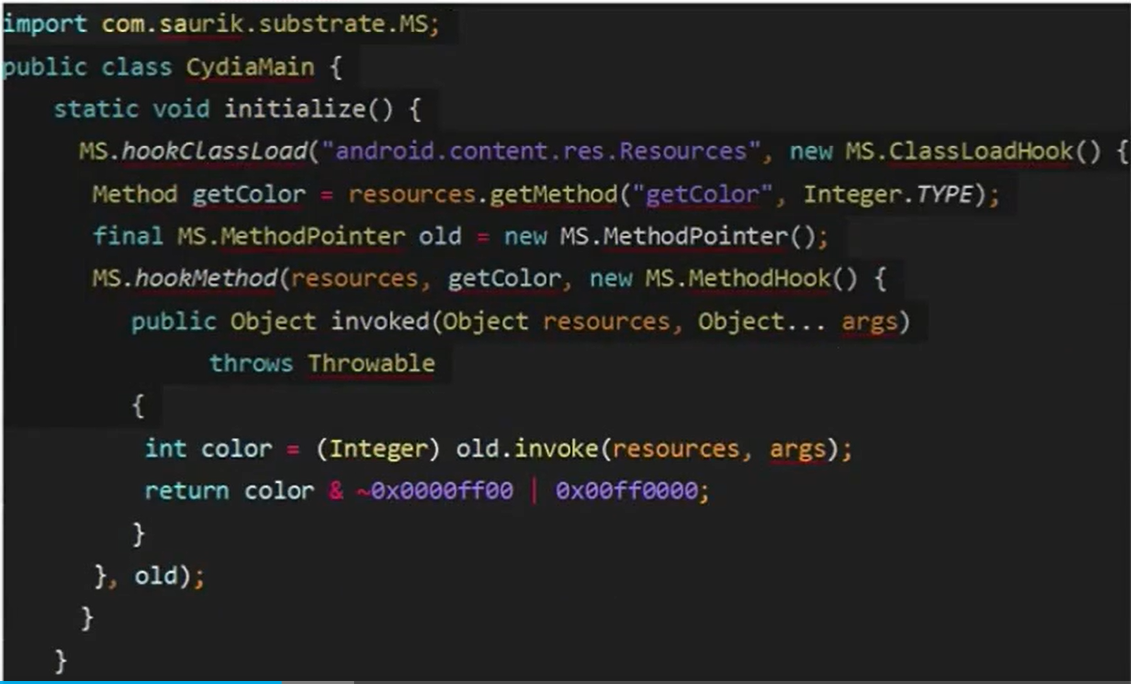 import com.saurik.substrate.MS;
public class CydiaMain {
static void initialize() {
MS.hookClassLoad("android.content.res.Resources", new MS.ClassLoadHook() {
Method getColor = resources.getMethod("getColor", Integer.TYPE);
final MS.MethodPointer old = new MS.MethodPointer();
MS.hookMethod(resources, getColor, new MS.MethodHook() {
public Object invoked(Object resources, Object... args)
throws Throwable
{
int color = (Integer) old.invoke(resources, args);
return color & ~0x0000ff00 | 0x00ff0000;
}
}, old);
}
}